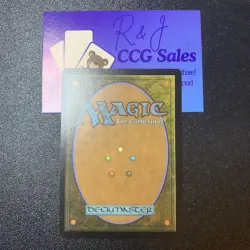 R & J
CCG Sales
MAGIC
The Gathering
DECKMASTER